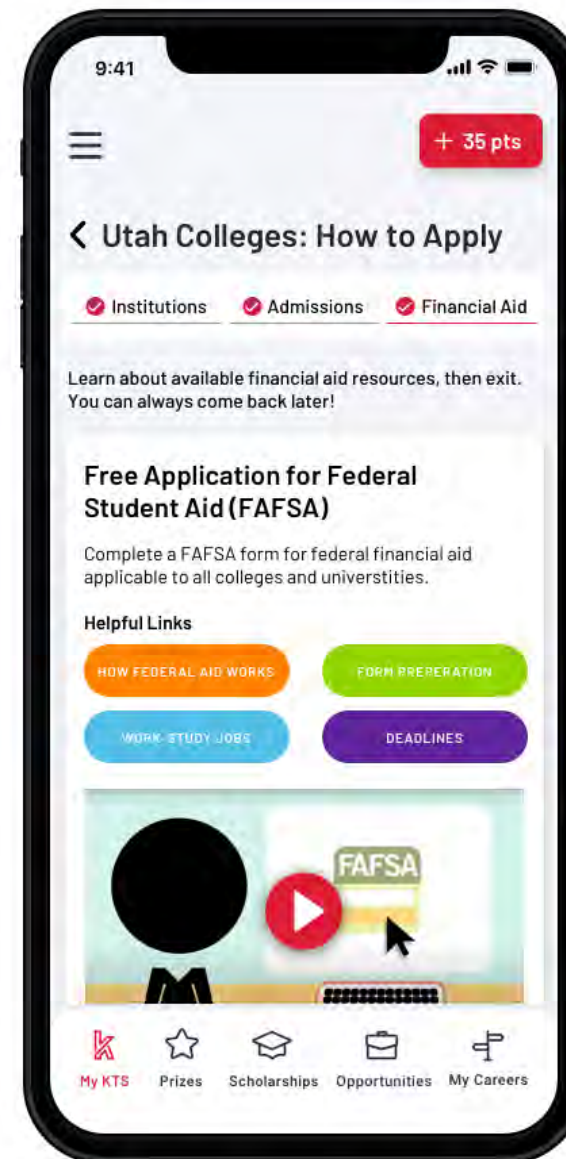 9:41
+ 35 pts
Utah Colleges: How to Apply
Institutions Admissions Financial Aid
Learn about available financial aid resources, then exit.
You can always come back later!
Free Application for Federal
Student Aid (FAFSA)
Complete a FAFSA form for federal financial aid
applicable to all colleges and universtities.
Helpful Links
HOW FEDERAL AID WORKS FORM PREPERATION
WORK-STUDY JOBS DEADLINES
FAFSA
My KTS Prizes Scholarships Opportunities My Careers